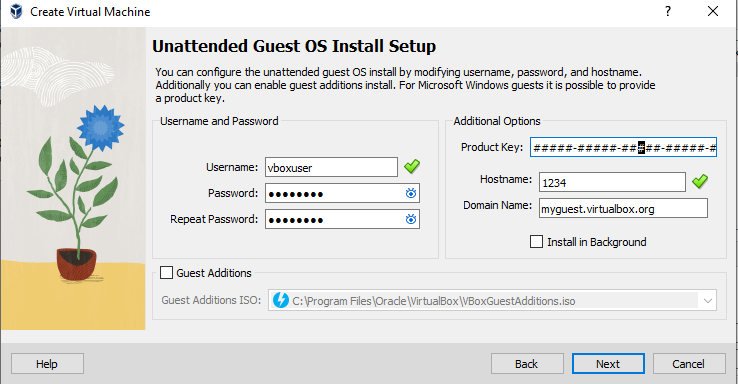 Create Virtual Machine
? ×
Unattended Guest OS Install Setup
You can configure the unattended guest OS install by modifying username, password, and hostname.
Additionally you can enable guest additions install. For Microsoft Windows guests it is possible to provide
a product key.
Username and Password
Username: vboxuser
Password: ●●●●●●●●
Repeat Password: ●●●●●●●●
Additional Options
Product Key: #####-#####-####-#####-#
Hostname: 1234
Domain Name: myguest.virtualbox.org
Install in Background
Guest Additions
Guest Additions ISO: C:\Program Files\Oracle\VirtualBox\VBoxGuestAdditions.iso
Help Back Next Cancel